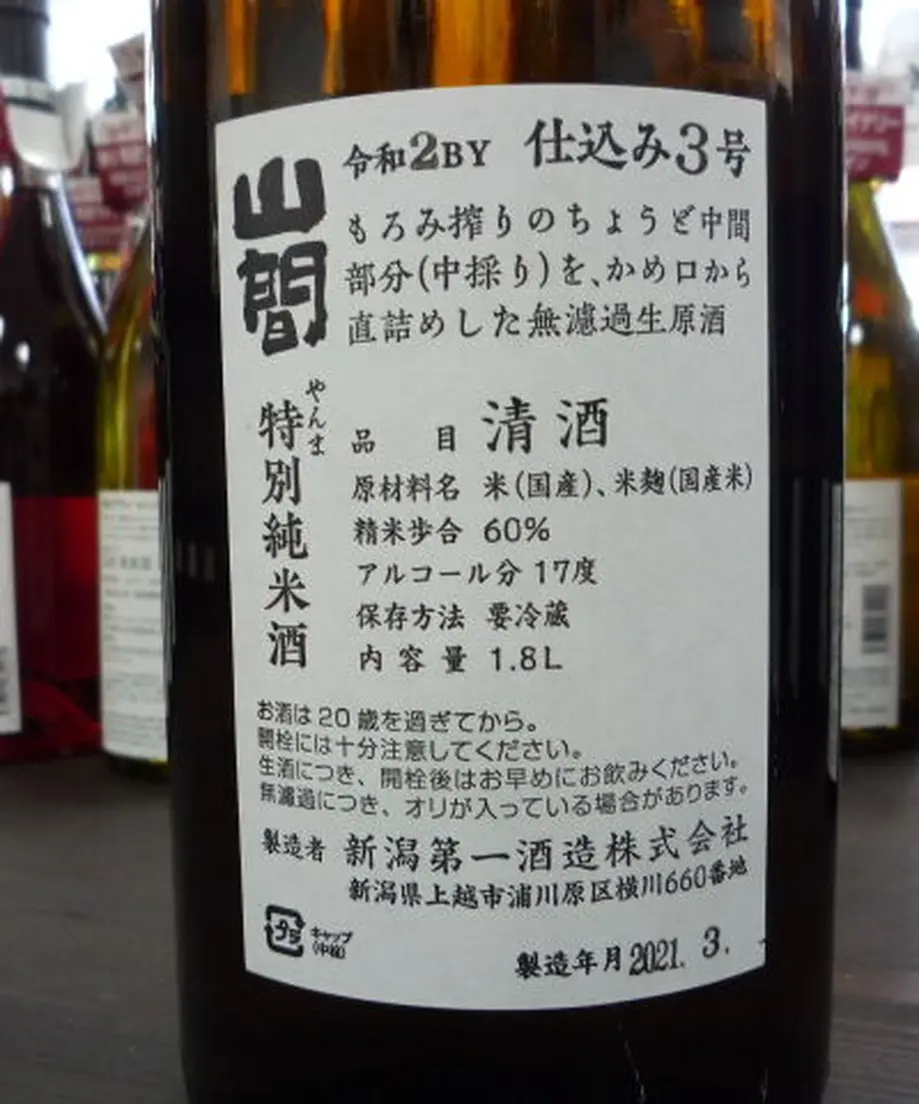 山間
やんま
特別純米酒
令和2BY 仕込み3号
もろみ搾りのちょうど中間
部分(中採り)を、かめ口から
直詰めした無濾過生原酒
品目 清酒
原材料名 米(国産)、米麹(国産米)
精米歩合 60%
アルコール分 17度
保存方法 要冷蔵
内容量 1.8L
お酒は20歳を過ぎてから。
開栓には十分注意してください。
生酒につき、開栓後はお早めにお飲みください。
無濾過につき、オリが入っている場合があります。
製造者 新潟第一酒造株式会社
新潟県上越市浦川原区横川660番地
プラ
キャップ
(中栓)
製造年月 2021. 3.